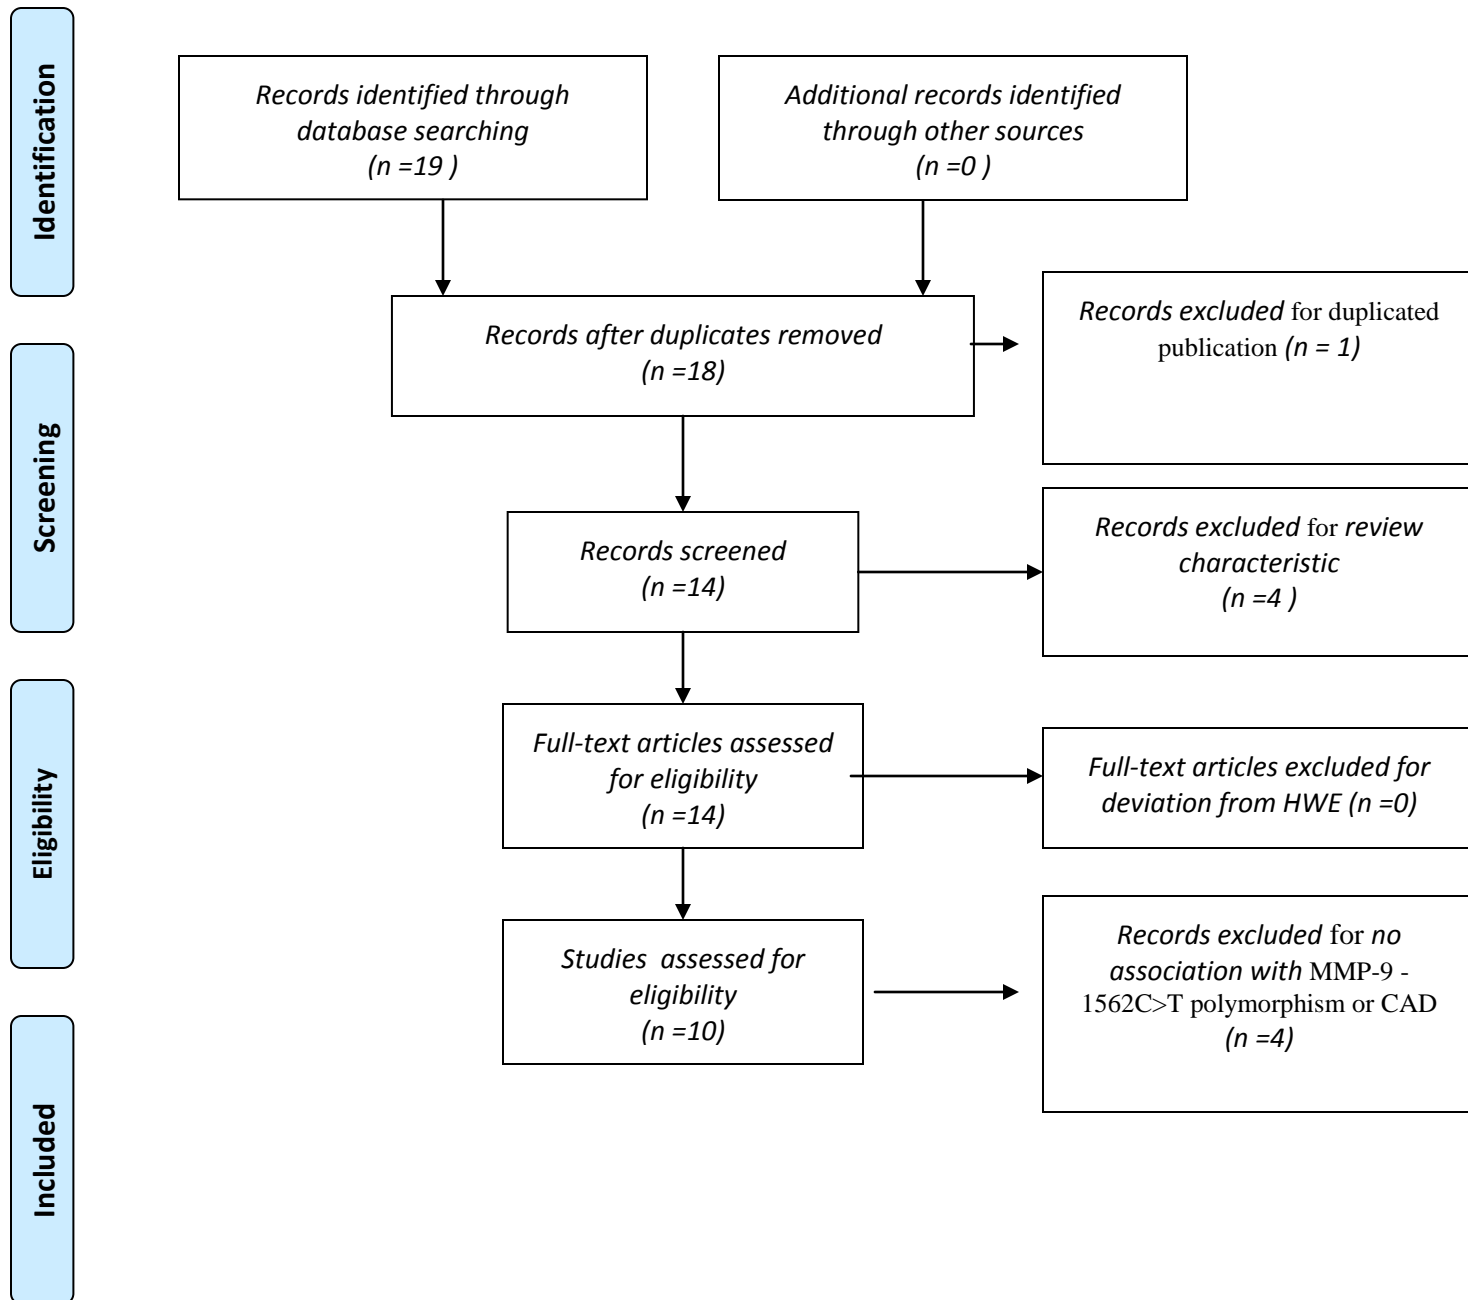 Identification
Records identified through
database searching
(n =19 )
Additional records identified
through other sources
(n =0 )
Records after duplicates removed
(n =18)
Records excluded for duplicated
publication (n = 1)
Screening
Records screened
(n =14)
Records excluded for review
characteristic
(n =4 )
Eligibility
Full-text articles assessed
for eligibility
(n =14)
Full-text articles excluded for
deviation from HWE (n =0)
Studies  assessed for
eligibility
(n =10)
Records excluded for no
association with MMP-9 -
1562C>T polymorphism or CAD
(n =4)
Included